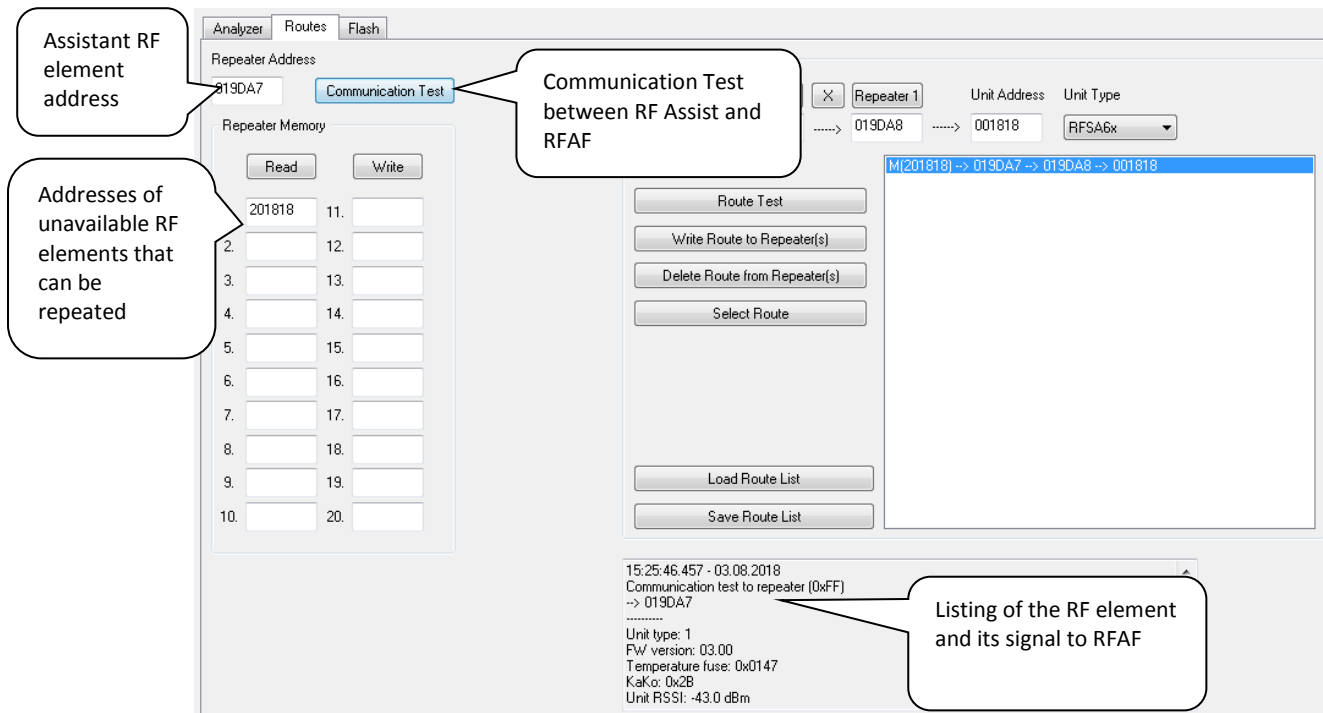 Analyzer Routes Flash
Assistant RF
element
address
Repeater Address
019DA7
Communication Test
Communication Test
between RF Assist and
RFAF
X Repeater 1 Unit Address Unit Type
-----> 019DA8 -----> 001818 RFSA6x
Repeater Memory
Read Write
Addresses of
unavailable RF
elements that
can be
repeated
201818 11.
2. 12.
3. 13.
4. 14.
5. 15.
6. 16.
7. 17.
8. 18.
9. 19.
10. 20.
M(201818) --> 019DA7 --> 019DA8 --> 001818
Route Test
Write Route to Repeater(s)
Delete Route from Repeater(s)
Select Route
Load Route List
Save Route List
15:25:46.457 - 03.08.2018
Communication test to repeater (0xFF)
--> 019DA7
----------
Unit type: 1
FW version: 03.00
Temperature fuse: 0x0147
KaKo: 0x2B
Unit RSSI: -43.0 dBm
Listing of the RF element
and its signal to RFAF